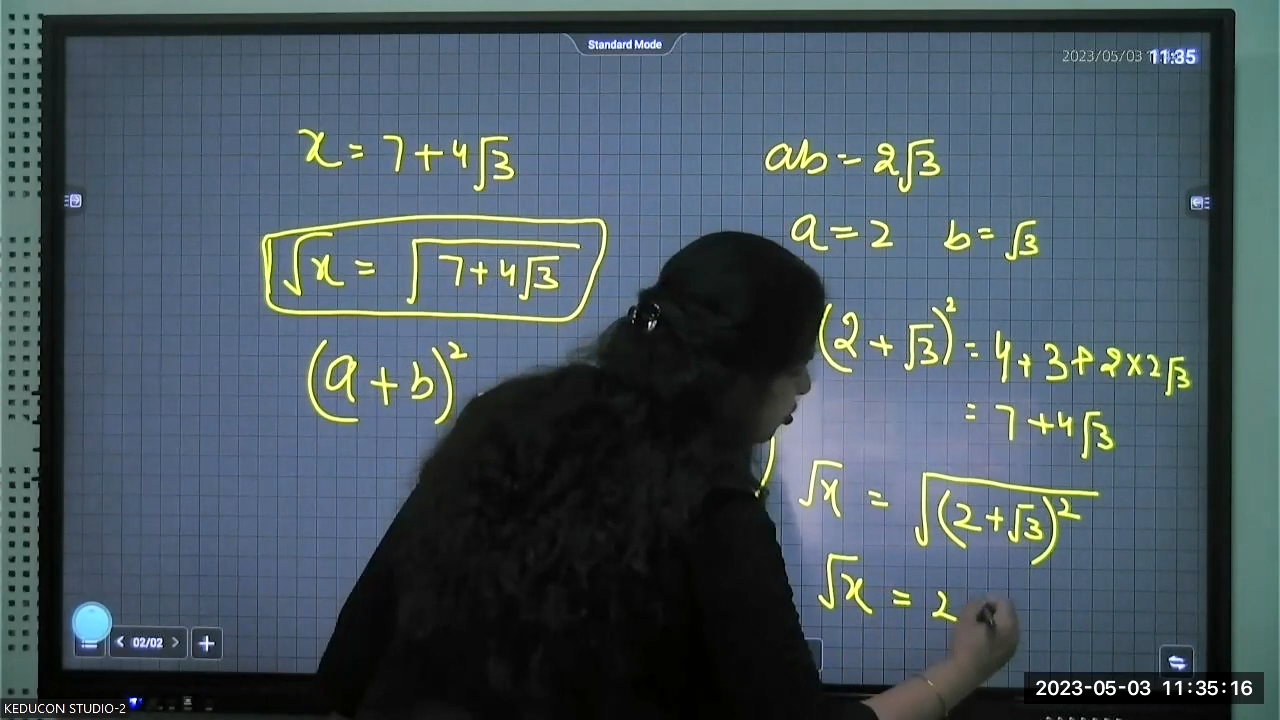 Standard Mode
2023/05/03 11:35
x = 7 + 4√3
√x = √(7 + 4√3)
(a + b)²
ab = 2√3
a = 2 b = √3
(2 + √3)² = 4 + 3 + 2 × 2√3
= 7 + 4√3
√x = √(2 + √3)²
√x = 2
02/02
2023-05-03 11:35:16
KEDUCON STUDIO-2